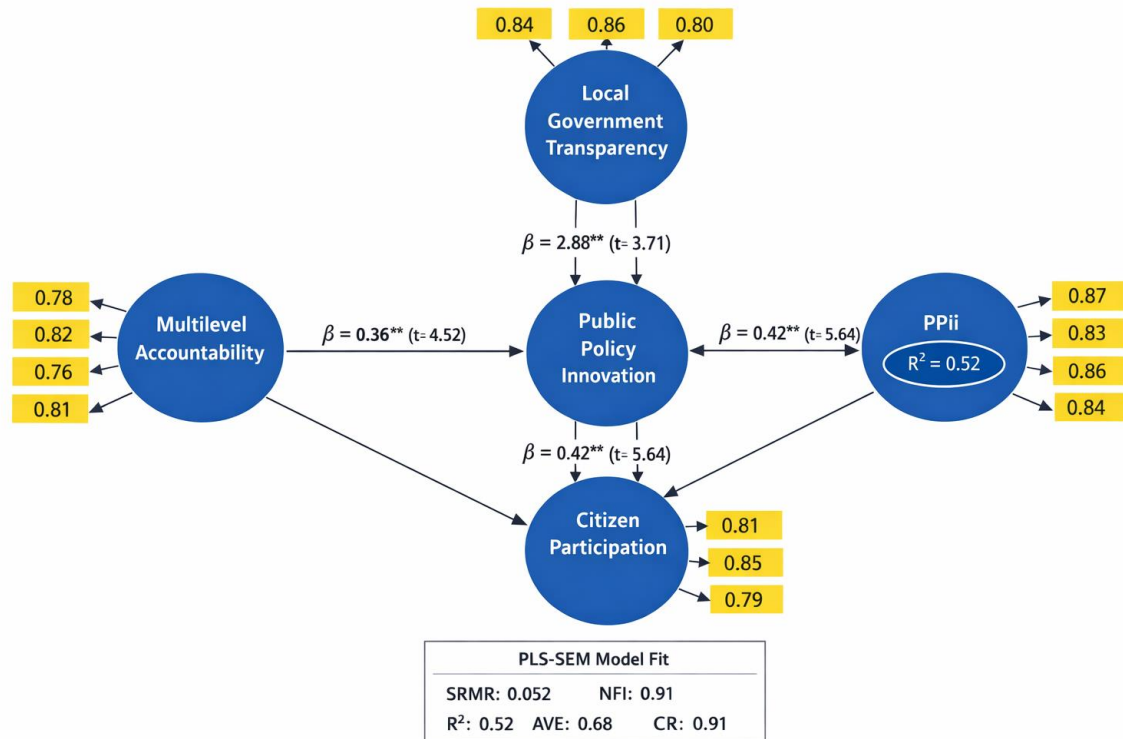 0.84 0.86 0.80
Local
Government
Transparency
β = 2.88** (t= 3.71)
0.78
0.82
0.76
0.81
Multilevel
Accountability
β = 0.36** (t= 4.52)
Public
Policy
Innovation
β = 0.42** (t= 5.64)
PPii
R² = 0.52
0.87
0.83
0.86
0.84
β = 0.42** (t= 5.64)
Citizen
Participation
0.81
0.85
0.79
PLS-SEM Model Fit
SRMR: 0.052 NFI: 0.91
R²: 0.52 AVE: 0.68 CR: 0.91